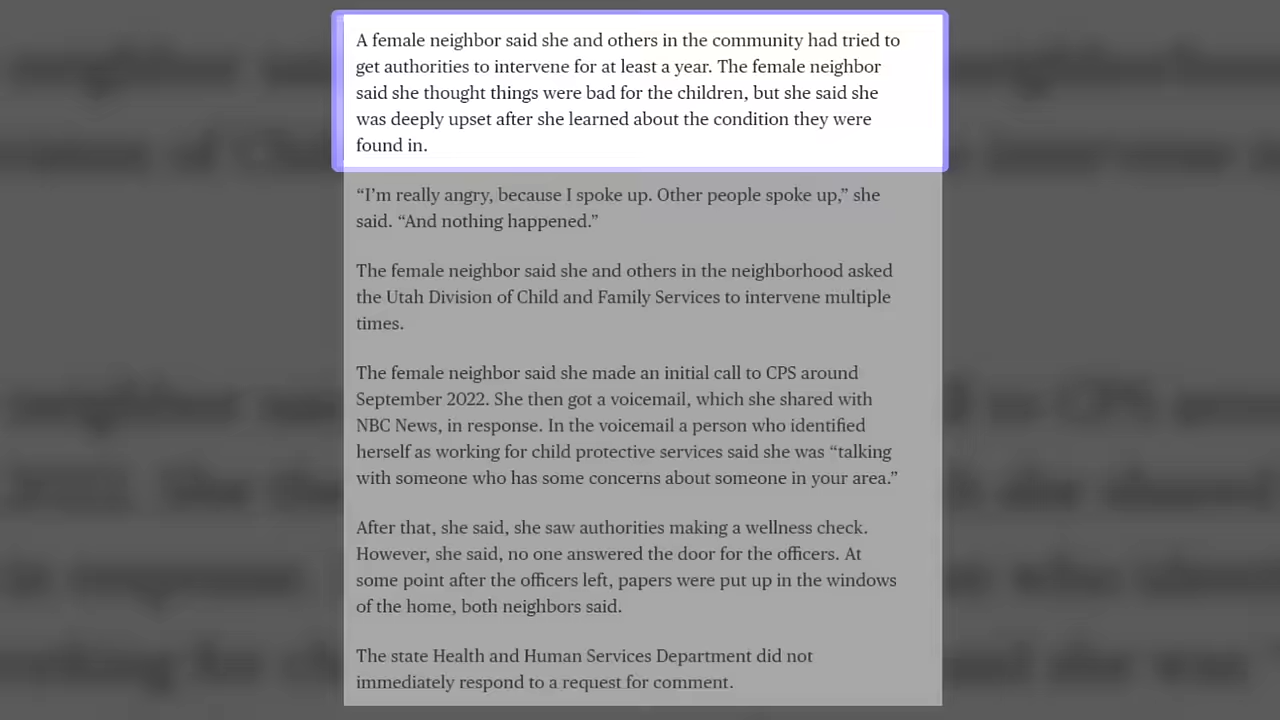 A female neighbor said she and others in the community had tried to
get authorities to intervene for at least a year. The female neighbor
said she thought things were bad for the children, but she said she
was deeply upset after she learned about the condition they were
found in.
“I’m really angry, because I spoke up. Other people spoke up,” she
said. “And nothing happened.”
The female neighbor said she and others in the neighborhood asked
the Utah Division of Child and Family Services to intervene multiple
times.
The female neighbor said she made an initial call to CPS around
September 2022. She then got a voicemail, which she shared with
NBC News, in response. In the voicemail a person who identified
herself as working for child protective services said she was “talking
with someone who has some concerns about someone in your area.”
After that, she said, she saw authorities making a wellness check.
However, she said, no one answered the door for the officers. At
some point after the officers left, papers were put up in the windows
of the home, both neighbors said.
The state Health and Human Services Department did not
immediately respond to a request for comment.